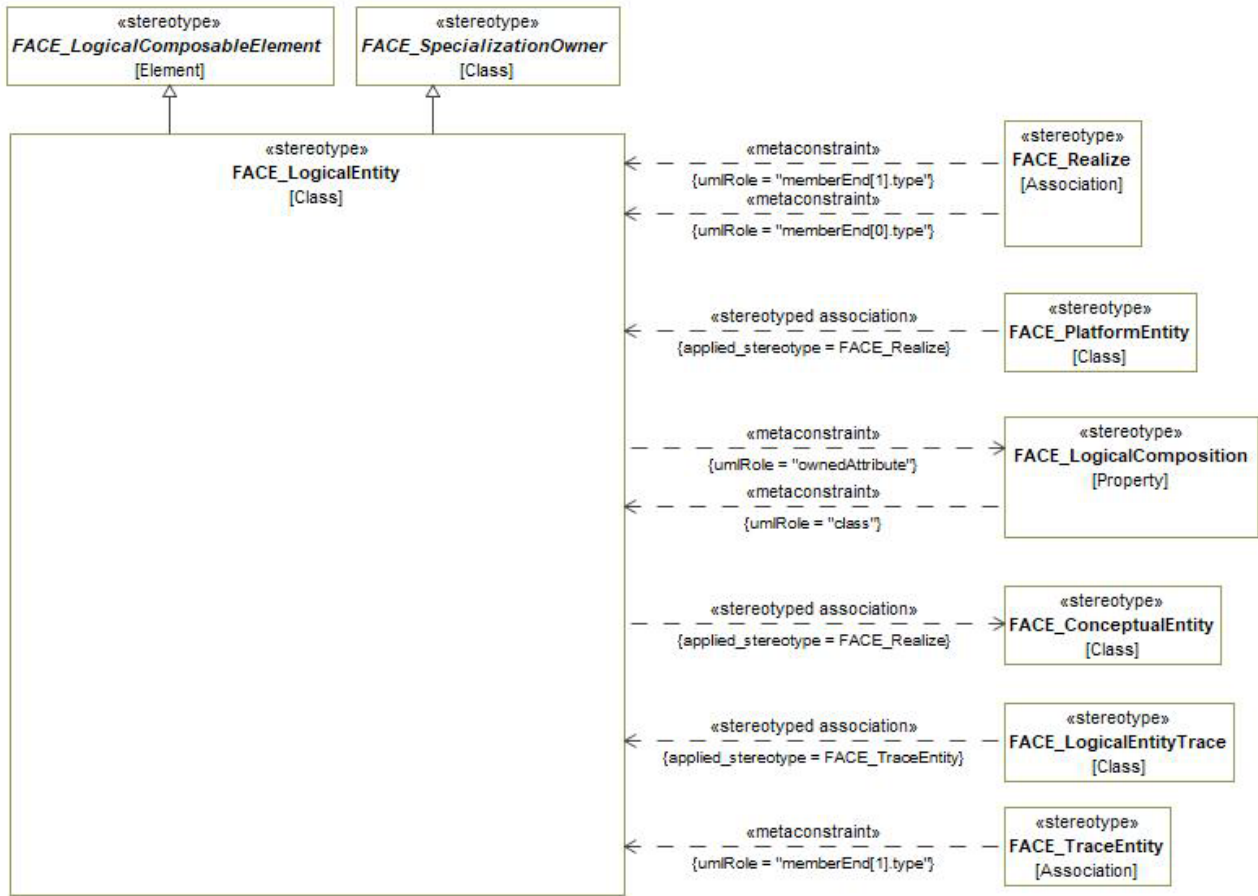 «stereotype»
FACE_LogicalComposableElement
[Element]
«stereotype»
FACE_SpecializationOwner
[Class]
«stereotype»
FACE_LogicalEntity
[Class]
«metaconstraint»
{umlRole = "memberEnd[1].type"}
«metaconstraint»
{umlRole = "memberEnd[0].type"}
«stereotype»
FACE_Realize
[Association]
«stereotyped association»
{applied_stereotype = FACE_Realize}
«stereotype»
FACE_PlatformEntity
[Class]
«metaconstraint»
{umlRole = "ownedAttribute"}
«metaconstraint»
{umlRole = "class"}
«stereotype»
FACE_LogicalComposition
[Property]
«stereotyped association»
{applied_stereotype = FACE_Realize}
«stereotype»
FACE_ConceptualEntity
[Class]
«stereotyped association»
{applied_stereotype = FACE_TraceEntity}
«stereotype»
FACE_LogicalEntityTrace
[Class]
«metaconstraint»
{umlRole = "memberEnd[1].type"}
«stereotype»
FACE_TraceEntity
[Association]